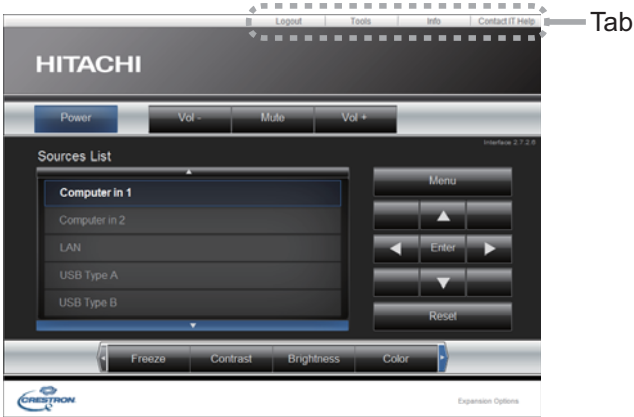 Logout Tools Info Contact IT Help
Tab
HITACHI
Power Vol - Mute Vol +
Interface 2.7.2.6
Sources List
Computer in 1
Computer in 2
LAN
USB Type A
USB Type B
Menu
Enter
Reset
Freeze Contrast Brightness Color
CRESTRON
Expansion Options